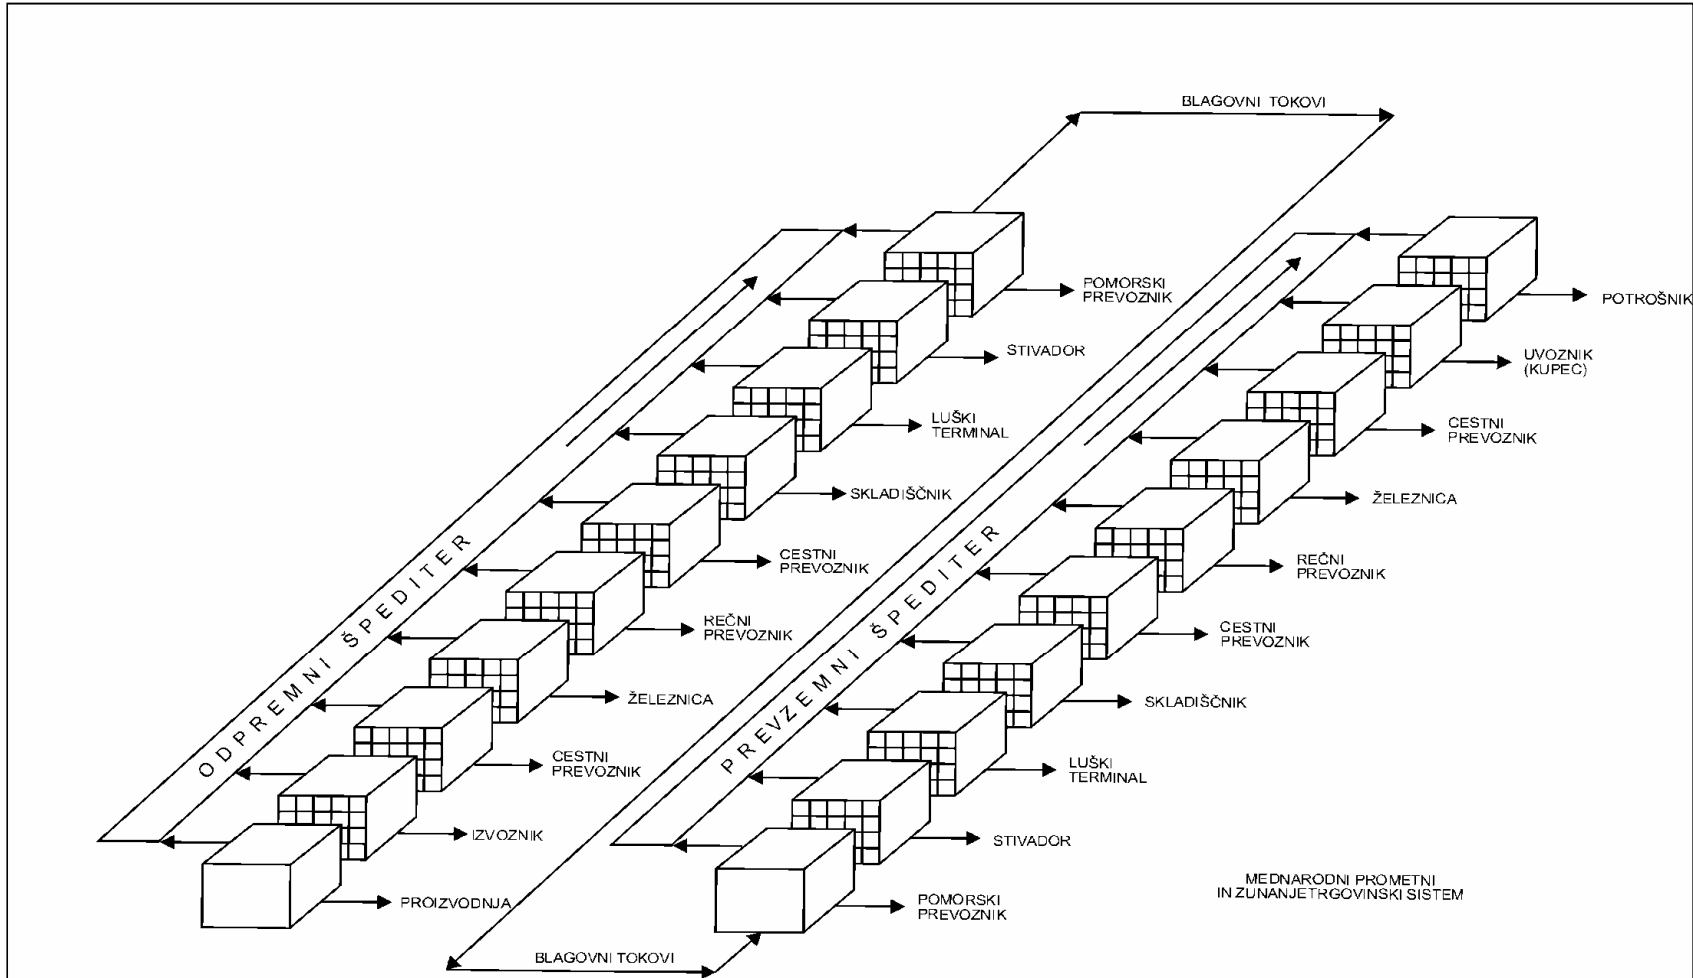 BLAGOVNI TOKOVI
ODPREMNI ŠPEDITER
POMORSKI
PREVOZNIK
STIVADOR
LUŠKI
TERMINAL
SKLADIŠČNIK
CESTNI
PREVOZNIK
REČNI
PREVOZNIK
ŽELEZNICA
CESTNI
PREVOZNIK
IZVOZNIK
PROIZVODNJA
PREVZEMNI ŠPEDITER
POTROŠNIK
UVOZNIK
(KUPEC)
CESTNI
PREVOZNIK
ŽELEZNICA
REČNI
PREVOZNIK
CESTNI
PREVOZNIK
SKLADIŠČNIK
LUŠKI
TERMINAL
STIVADOR
POMORSKI
PREVOZNIK
MEDNARODNI PROMETNI
IN ZUNANJETRGOVINSKI SISTEM
BLAGOVNI TOKOVI